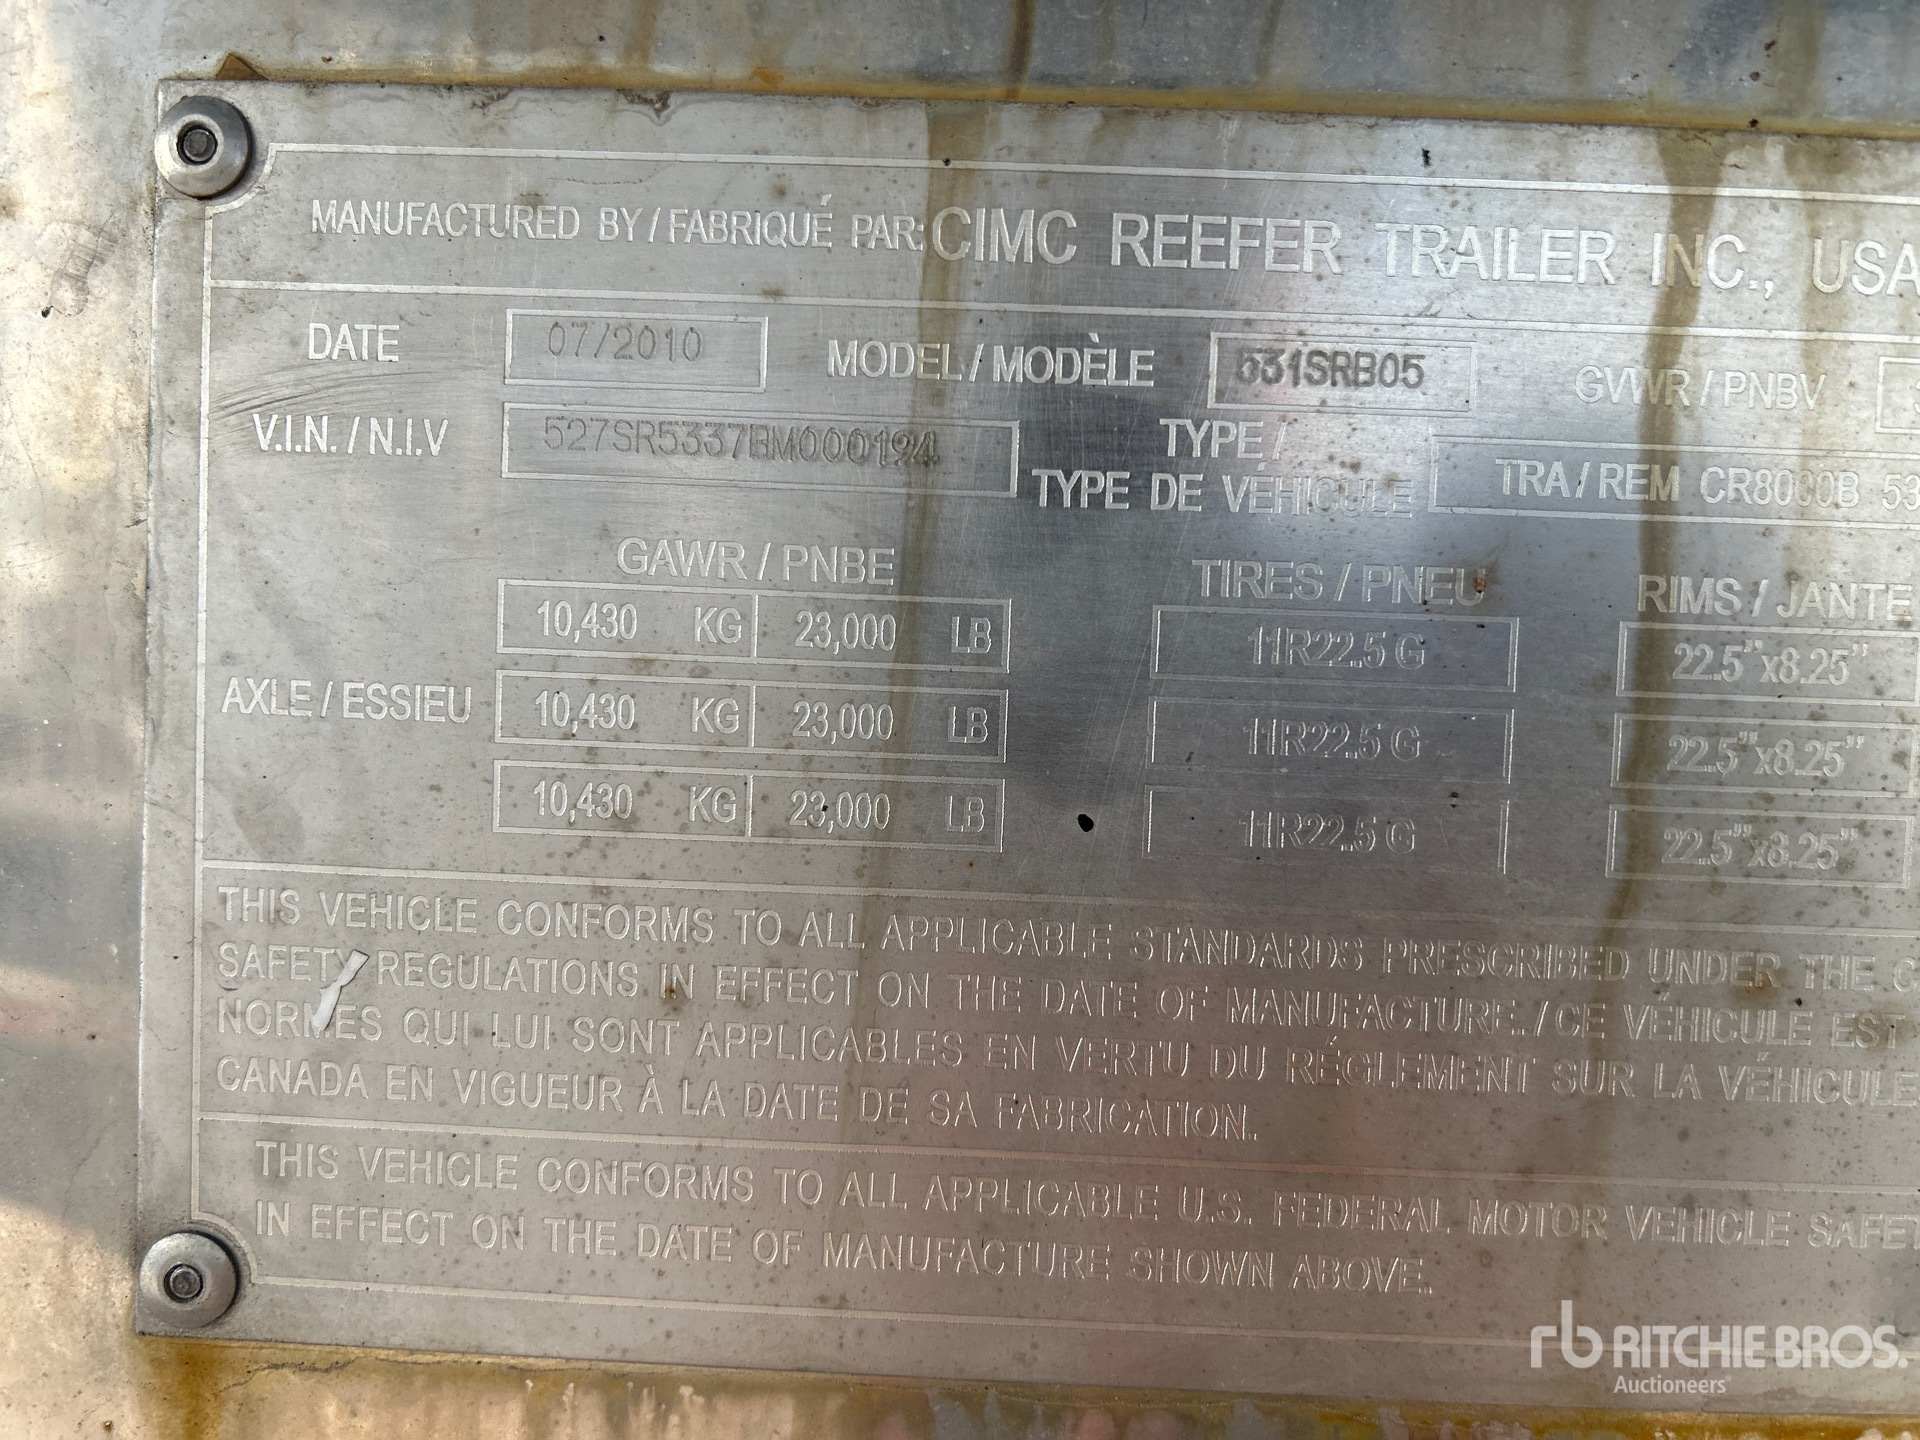 MANUFACTURED BY / FABRIQUÉ PAR: CIMC REEFER TRAILER INC., USA
DATE 07/2010 MODEL / MODÈLE 531SRB05 GVWR / PNBV
V.I.N. / N.I.V 527SR5337BM000194 TYPE /
TYPE DE VÉHICULE TRA / REM CR8000B 53
GAWR / PNBE TIRES / PNEU RIMS / JANTE
10,430 KG 23,000 LB 11R22.5 G 22.5”x8.25”
AXLE / ESSIEU 10,430 KG 23,000 LB 11R22.5 G 22.5”x8.25”
10,430 KG 23,000 LB 11R22.5 G 22.5”x8.25”
THIS VEHICLE CONFORMS TO ALL APPLICABLE STANDARDS PRESCRIBED UNDER THE C
SAFETY REGULATIONS IN EFFECT ON THE DATE OF MANUFACTURE. / CE VÉHICULE EST
NORMES QUI LUI SONT APPLICABLES EN VERTU DU RÉGLEMENT SUR LA VÉHICULE
CANADA EN VIGUEUR À LA DATE DE SA FABRICATION.
THIS VEHICLE CONFORMS TO ALL APPLICABLE U.S. FEDERAL MOTOR VEHICLE SAFET
IN EFFECT ON THE DATE OF MANUFACTURE SHOWN ABOVE.
rb RITCHIE BROS.
Auctioneers